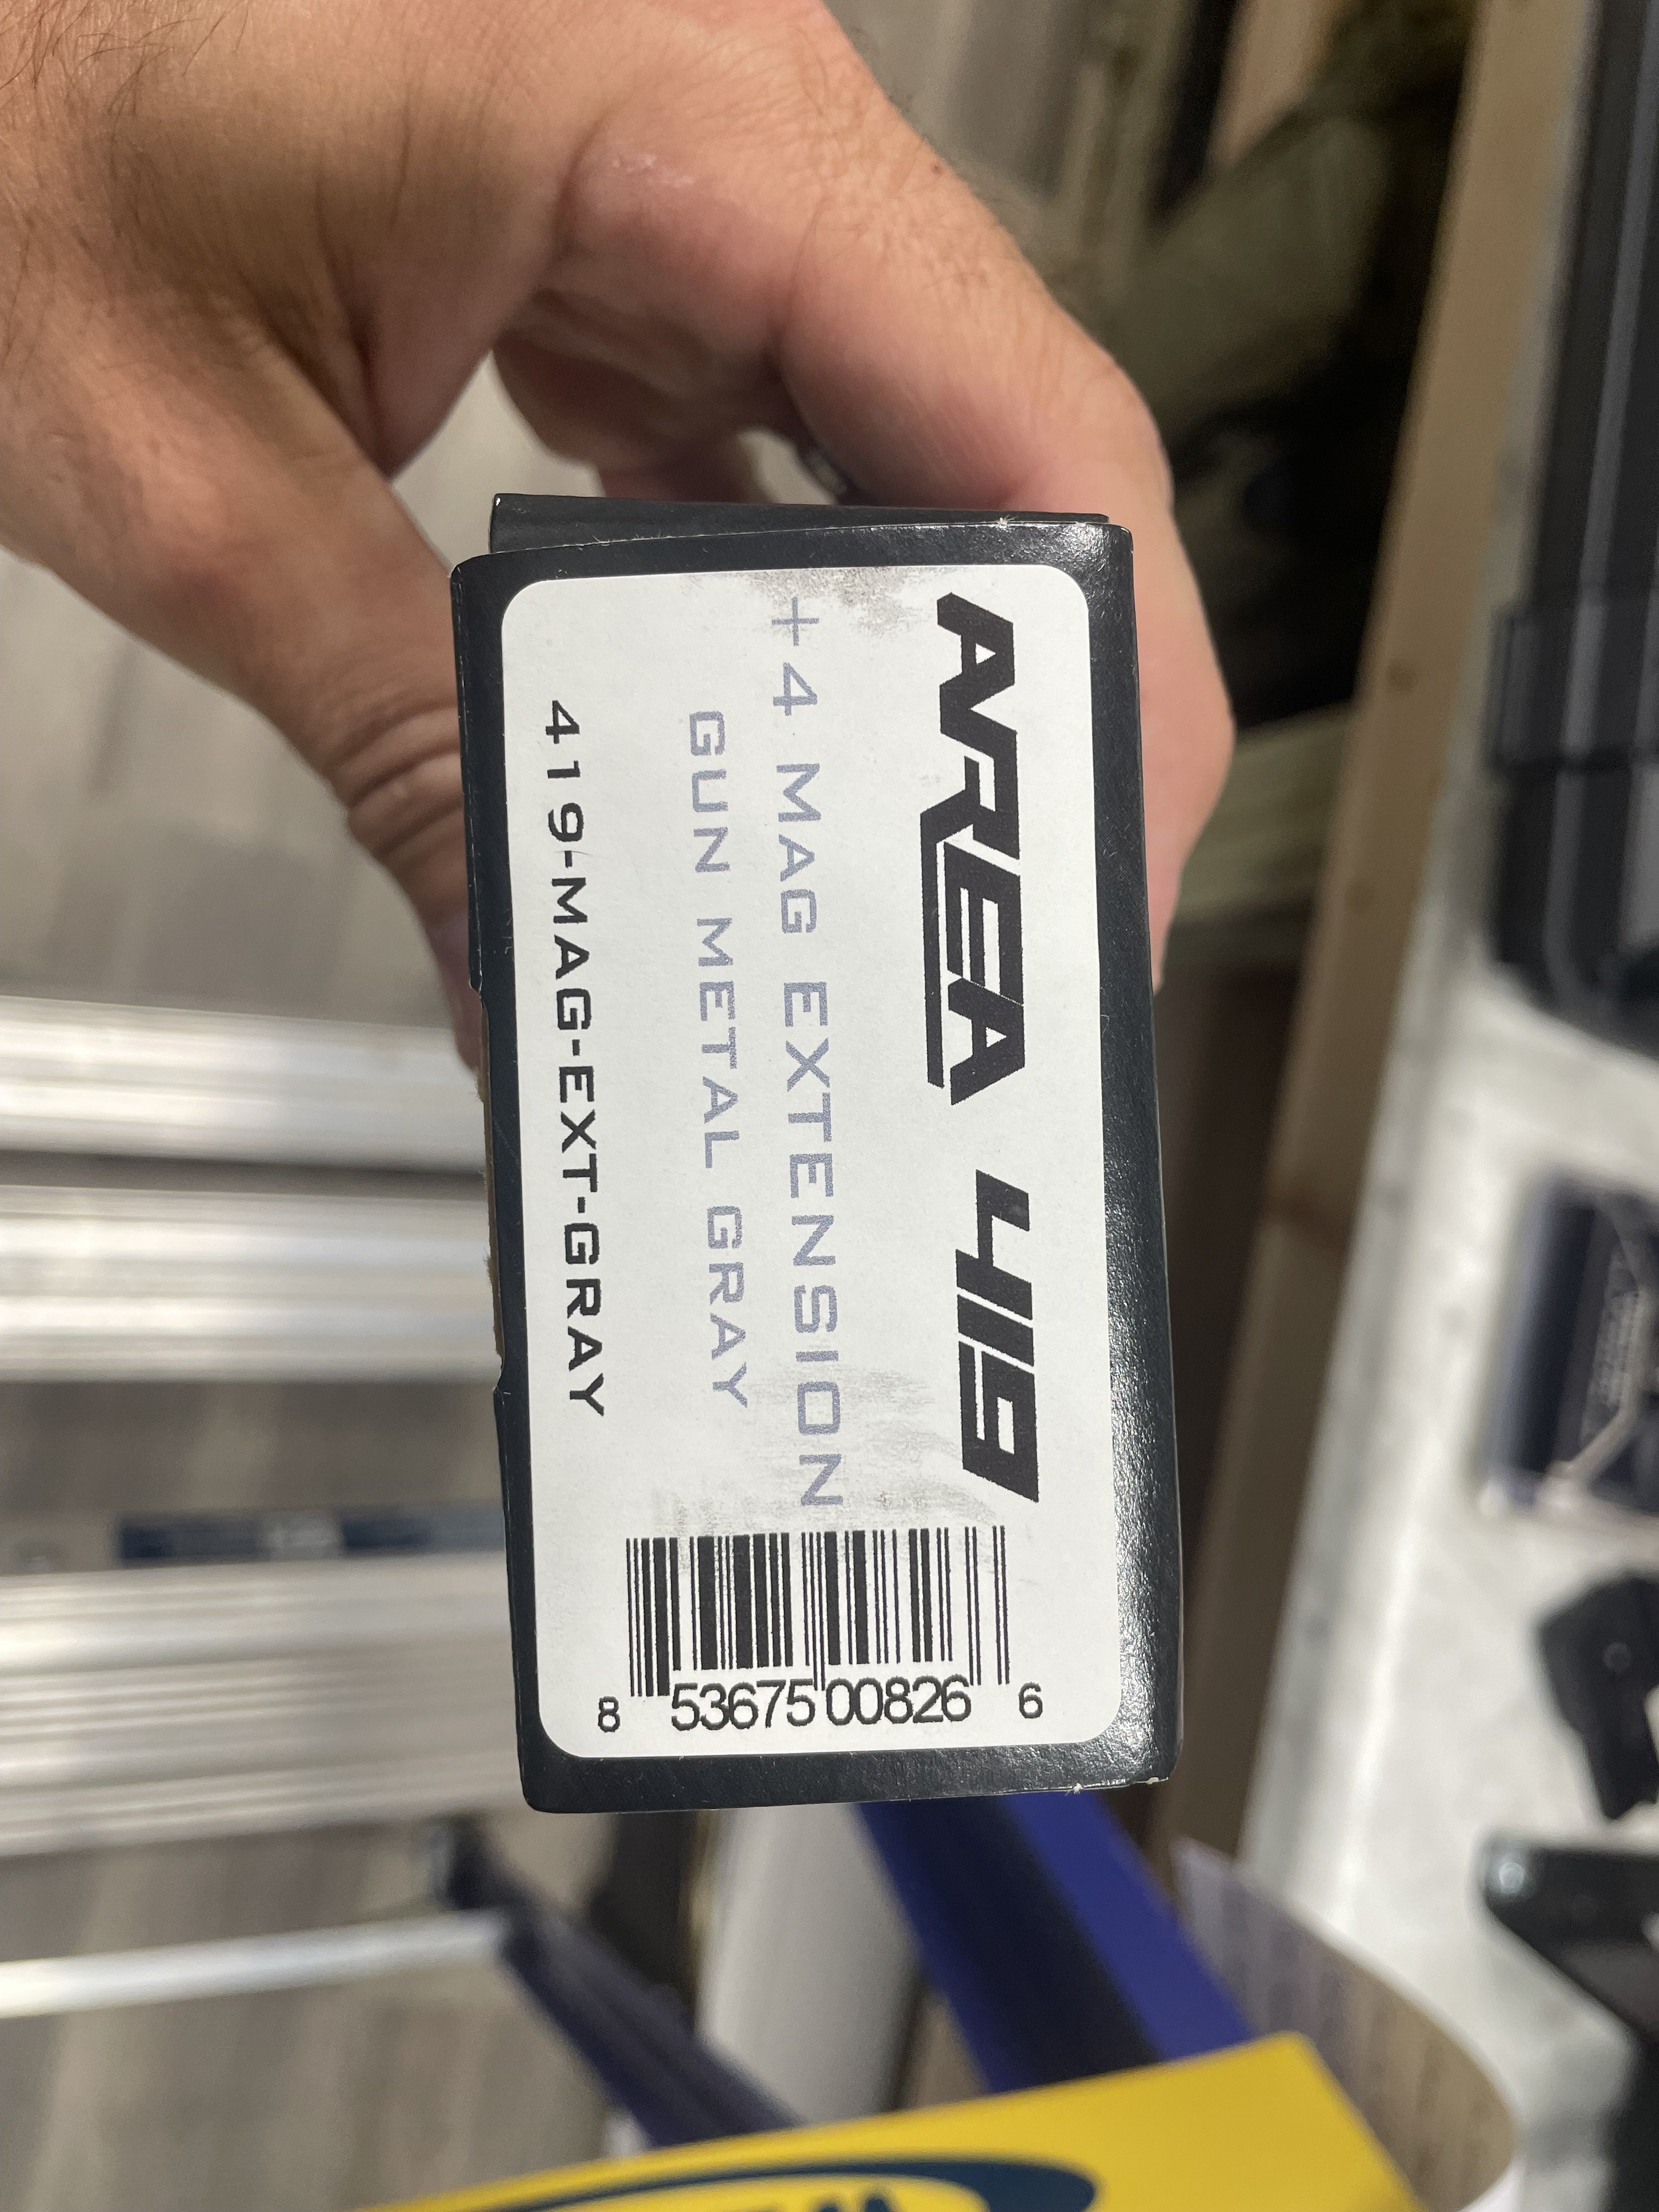 AREA 419
+4 MAG EXTENSION
GUN METAL GRAY
419-MAG-EXT-GRAY
8 53675 00826 6